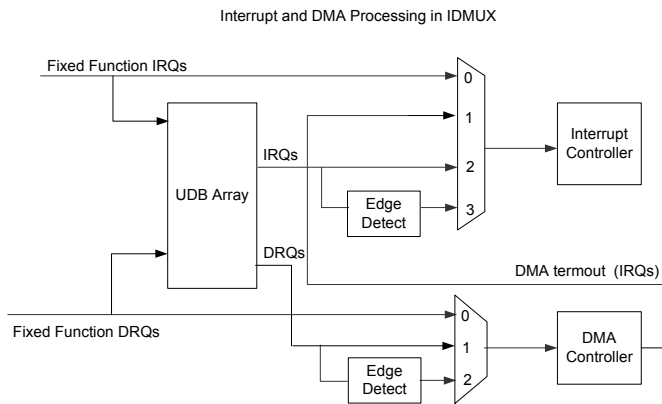 Interrupt and DMA Processing in IDMUX
Fixed Function IRQs
0
1
2
3
Interrupt
Controller
UDB Array
IRQs
Edge
Detect
DRQs
DMA termout (IRQs)
Fixed Function DRQs
0
1
2
Edge
Detect
DMA
Controller